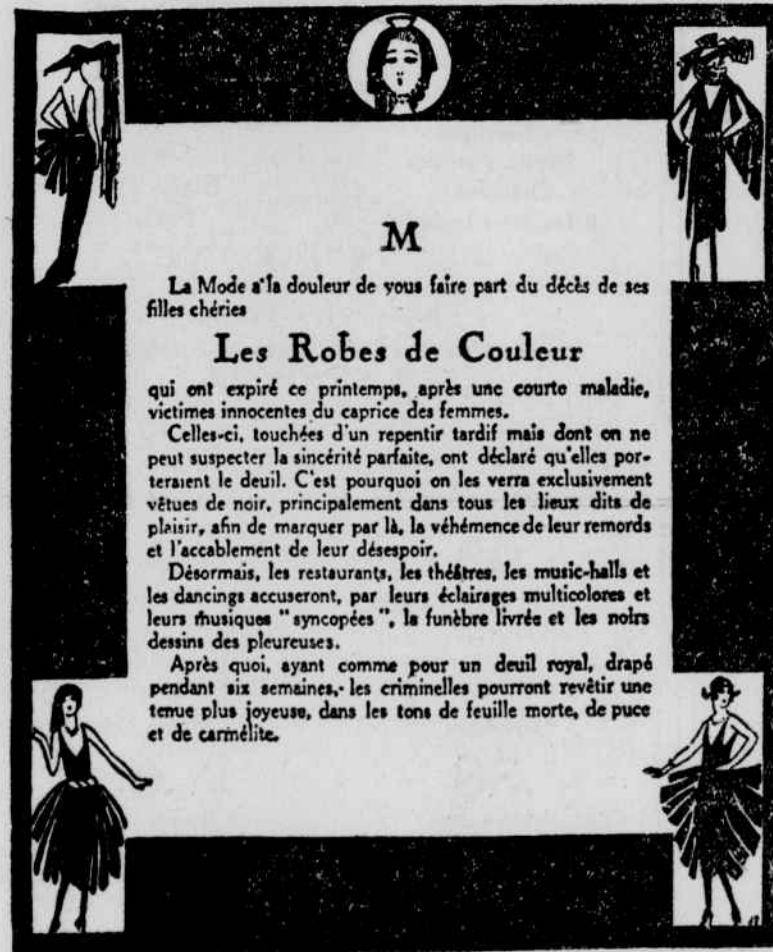 M
La Mode a la douleur de vous faire part du décès de ses
filles chéries
Les Robes de Couleur
qui ont expiré ce printemps, après une courte maladie,
victimes innocentes du caprice des femmes.
Celles-ci, touchées d'un repentir tardif mais dont on ne
peut suspecter la sincérité parfaite, ont déclaré qu'elles por-
teraient le deuil. C'est pourquoi on les verra exclusivement
vêtues de noir, principalement dans tous les lieux dits de
plaisir, afin de marquer par là, la véhémence de leur remords
et l'accablement de leur désespoir.
Désormais, les restaurants, les théâtres, les music-halls et
les dancings accuseront, par leurs éclairages multicolores et
leurs musiques " syncopées ", la funèbre livrée et les noirs
dessins des pleureuses.
Après quoi, ayant comme pour un deuil royal, drapé
pendant six semaines, les criminelles pourront revêtir une
tenue plus joyeuse, dans les tons de feuille morte, de puce
et de carmélite.